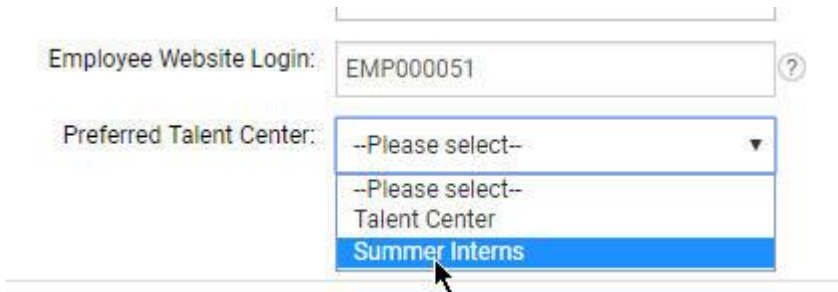 Employee Website Login: EMP000051 ?
Preferred Talent Center: --Please select--
--Please select--
Talent Center
Summer Interns